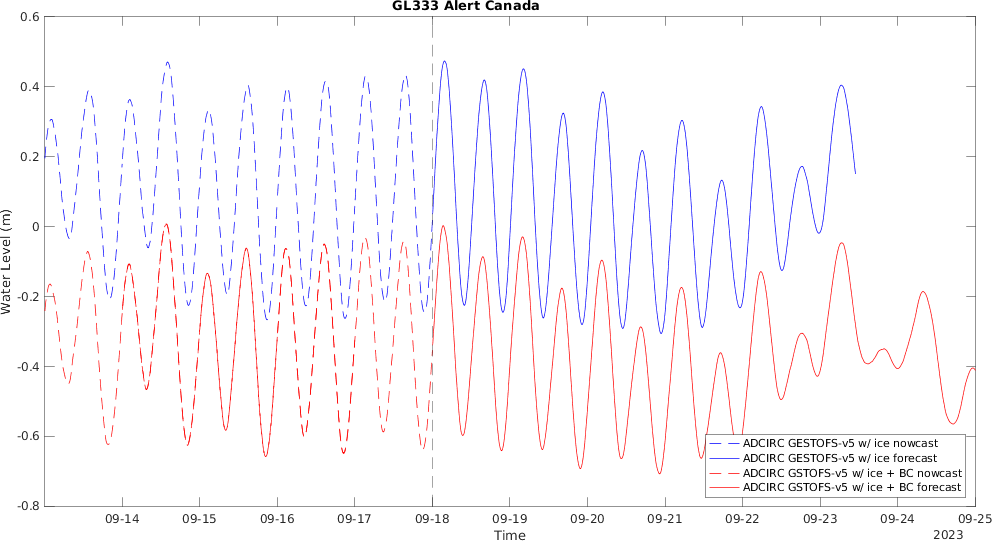 GL333 Alert Canada
0.6
0.4
0.2
0
-0.2
-0.4
-0.6
-0.8
Water Level (m)
ADCIRC GESTOFS-v5 w/ ice nowcast
ADCIRC GESTOFS-v5 w/ ice forecast
ADCIRC GSTOFS-v5 w/ ice + BC nowcast
ADCIRC GSTOFS-v5 w/ ice + BC forecast
09-14 09-15 09-16 09-17 09-18 09-19 09-20 09-21 09-22 09-23 09-24 09-25
Time
2023